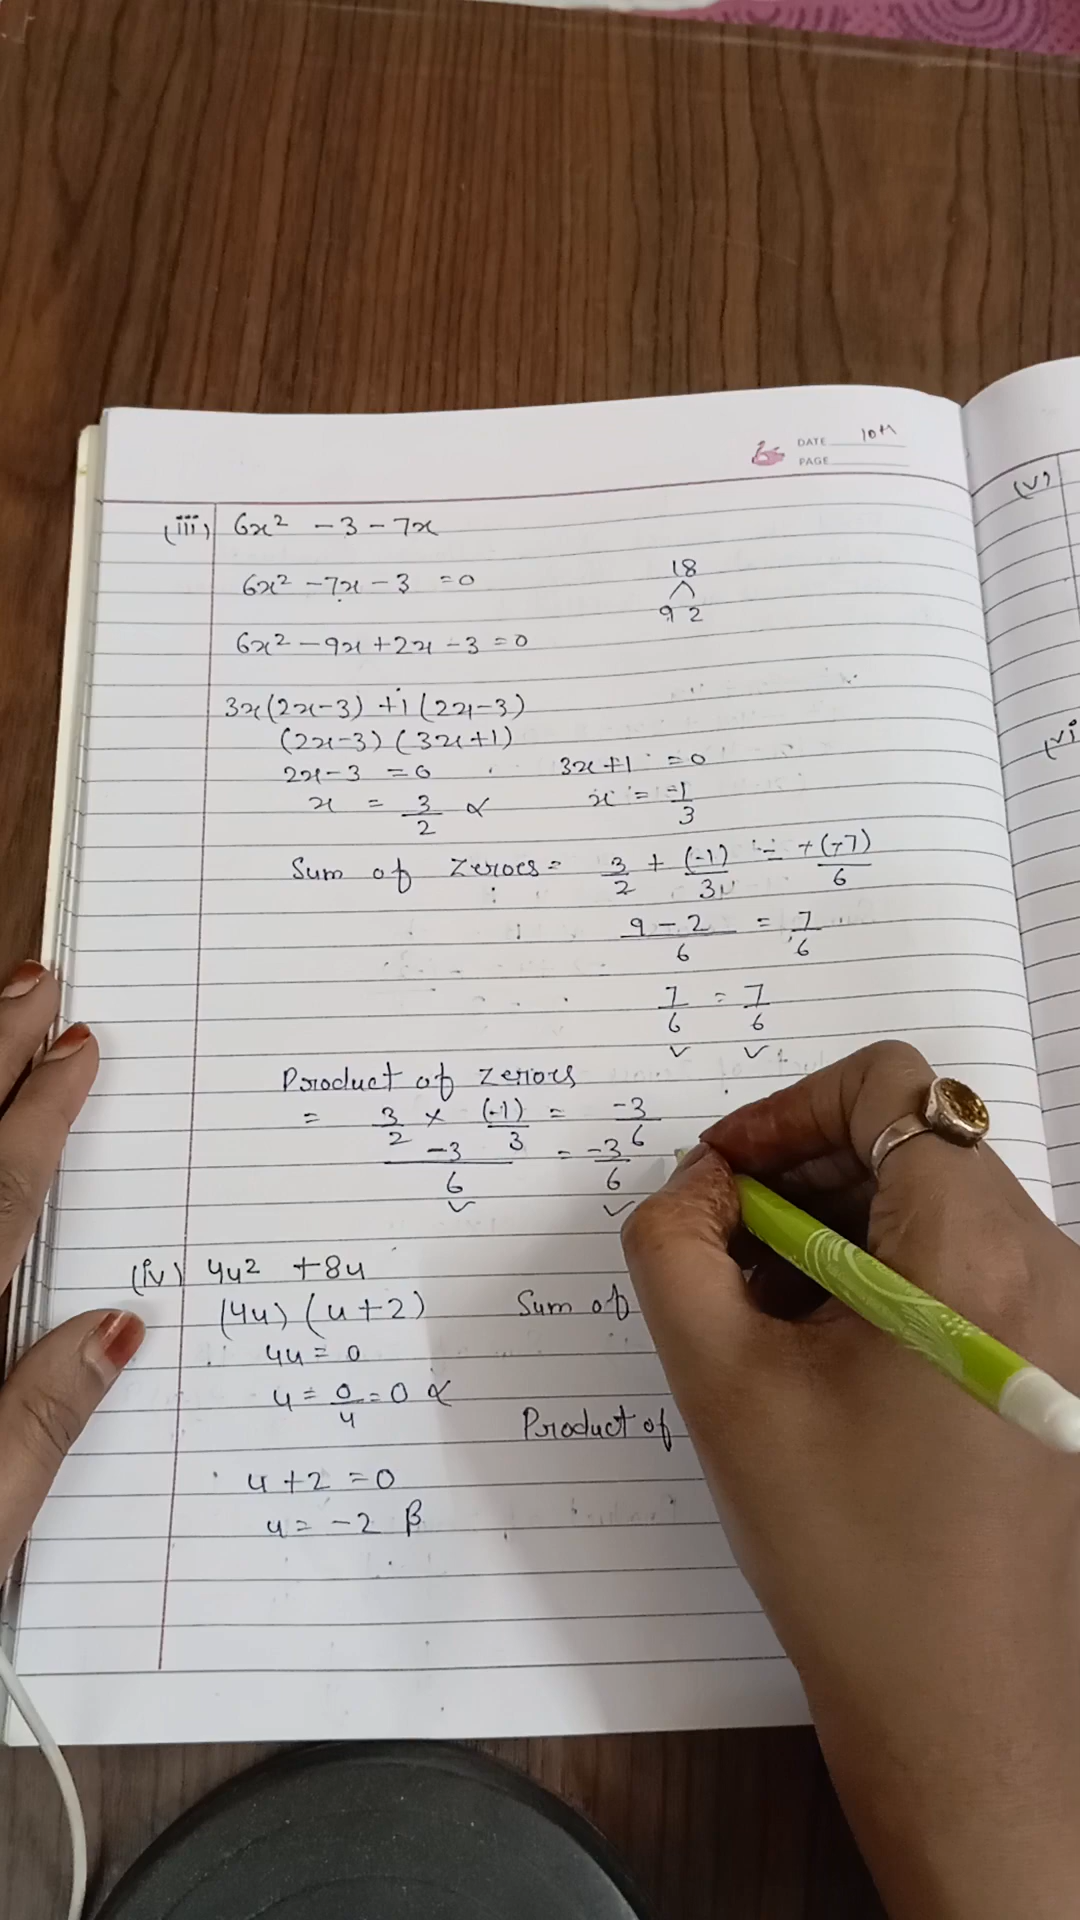 DATE 10th
PAGE
(iii) 6x² - 3 - 7x
6x² - 7x - 3 = 0
18
9 2
6x² - 9x + 2x - 3 = 0
3x(2x-3) + 1(2x-3)
(2x-3) (3x+1)
2x - 3 = 0 3x + 1 = 0
x = 3/2 α x = -1/3
Sum of Zeroes = 3/2 + (-1)/3 = +(+7)/6
9 - 2/6 = 7/6
7/6 = 7/6
✓ ✓
Product of zeroes
= 3/2 × (-1)/3 = -3/6
-3/6 = -3/6
✓ ✓
(iv) 4u² + 8u
(4u) (u+2) Sum of
4u = 0
u = 0/4 = 0 α
Product of
u + 2 = 0
u = -2 β
(v)
(vi